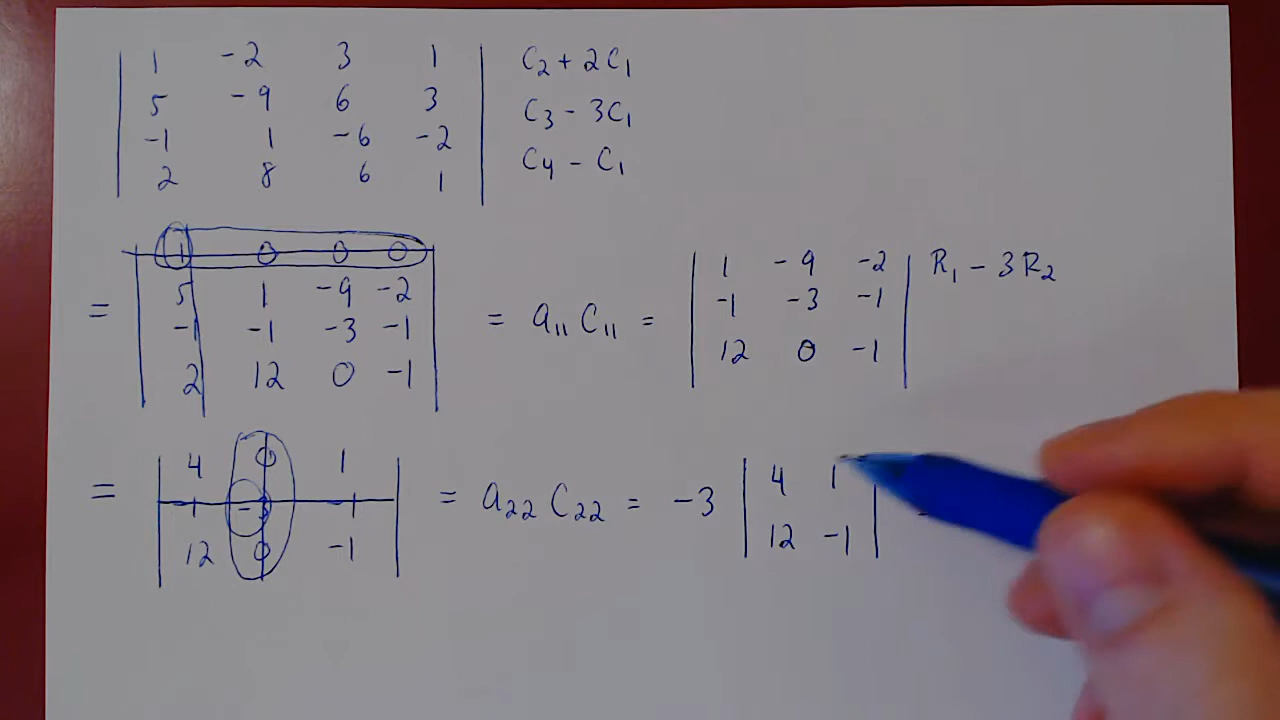 | 1 -2 3 1 | C₂ + 2C₁
| 5 -9 6 3 | C₃ - 3C₁
| -1 1 -6 -2 | C₄ - C₁
| 2 8 6 1 |
= | 1 0 0 0 |
| 5 1 -9 -2 |
| -1 -1 -3 -1 |
| 2 12 0 -1 |
= a₁₁ C₁₁ = | 1 -9 -2 | R₁ - 3R₂
| -1 -3 -1 |
| 12 0 -1 |
= | 4 0 1 |
| -1 -3 -1 |
| 12 0 -1 |
= a₂₂ C₂₂ = -3 | 4 1 | =
| 12 -1 |